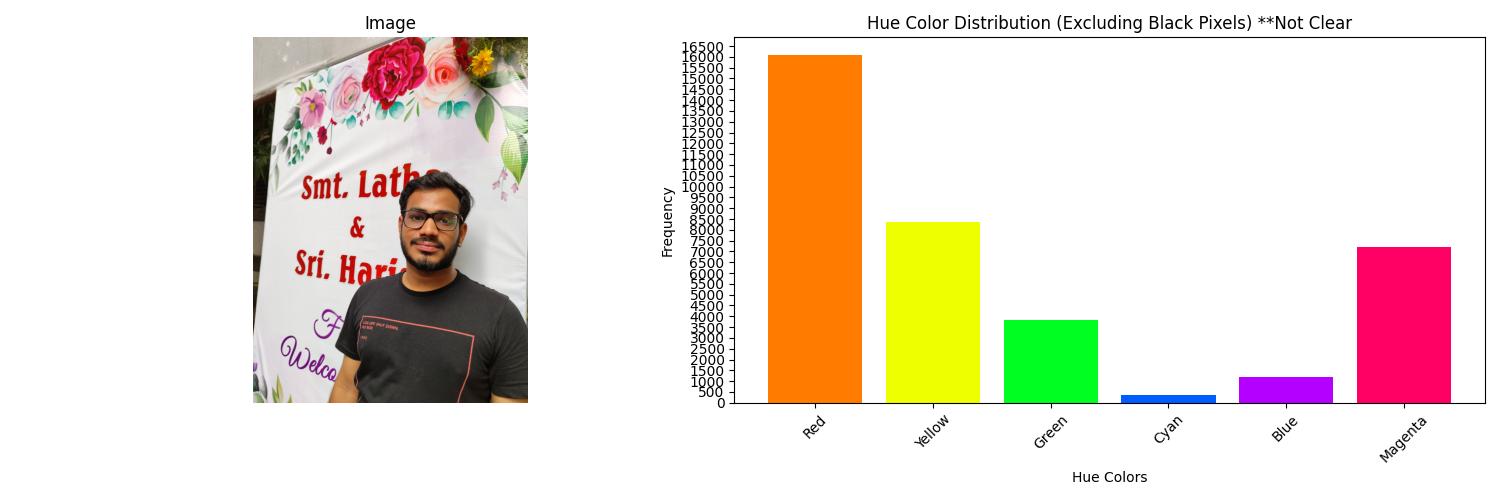 Image
Smt. Latha
&
Sri. Hari
F
Welco
Hue Color Distribution (Excluding Black Pixels) **Not Clear
Frequency
16500
16000
15500
15000
14500
14000
13500
13000
12500
12000
11500
11000
10500
10000
9500
9000
8500
8000
7500
7000
6500
6000
5500
5000
4500
4000
3500
3000
2500
2000
1500
1000
500
0
Red
Yellow
Green
Cyan
Blue
Magenta
Hue Colors